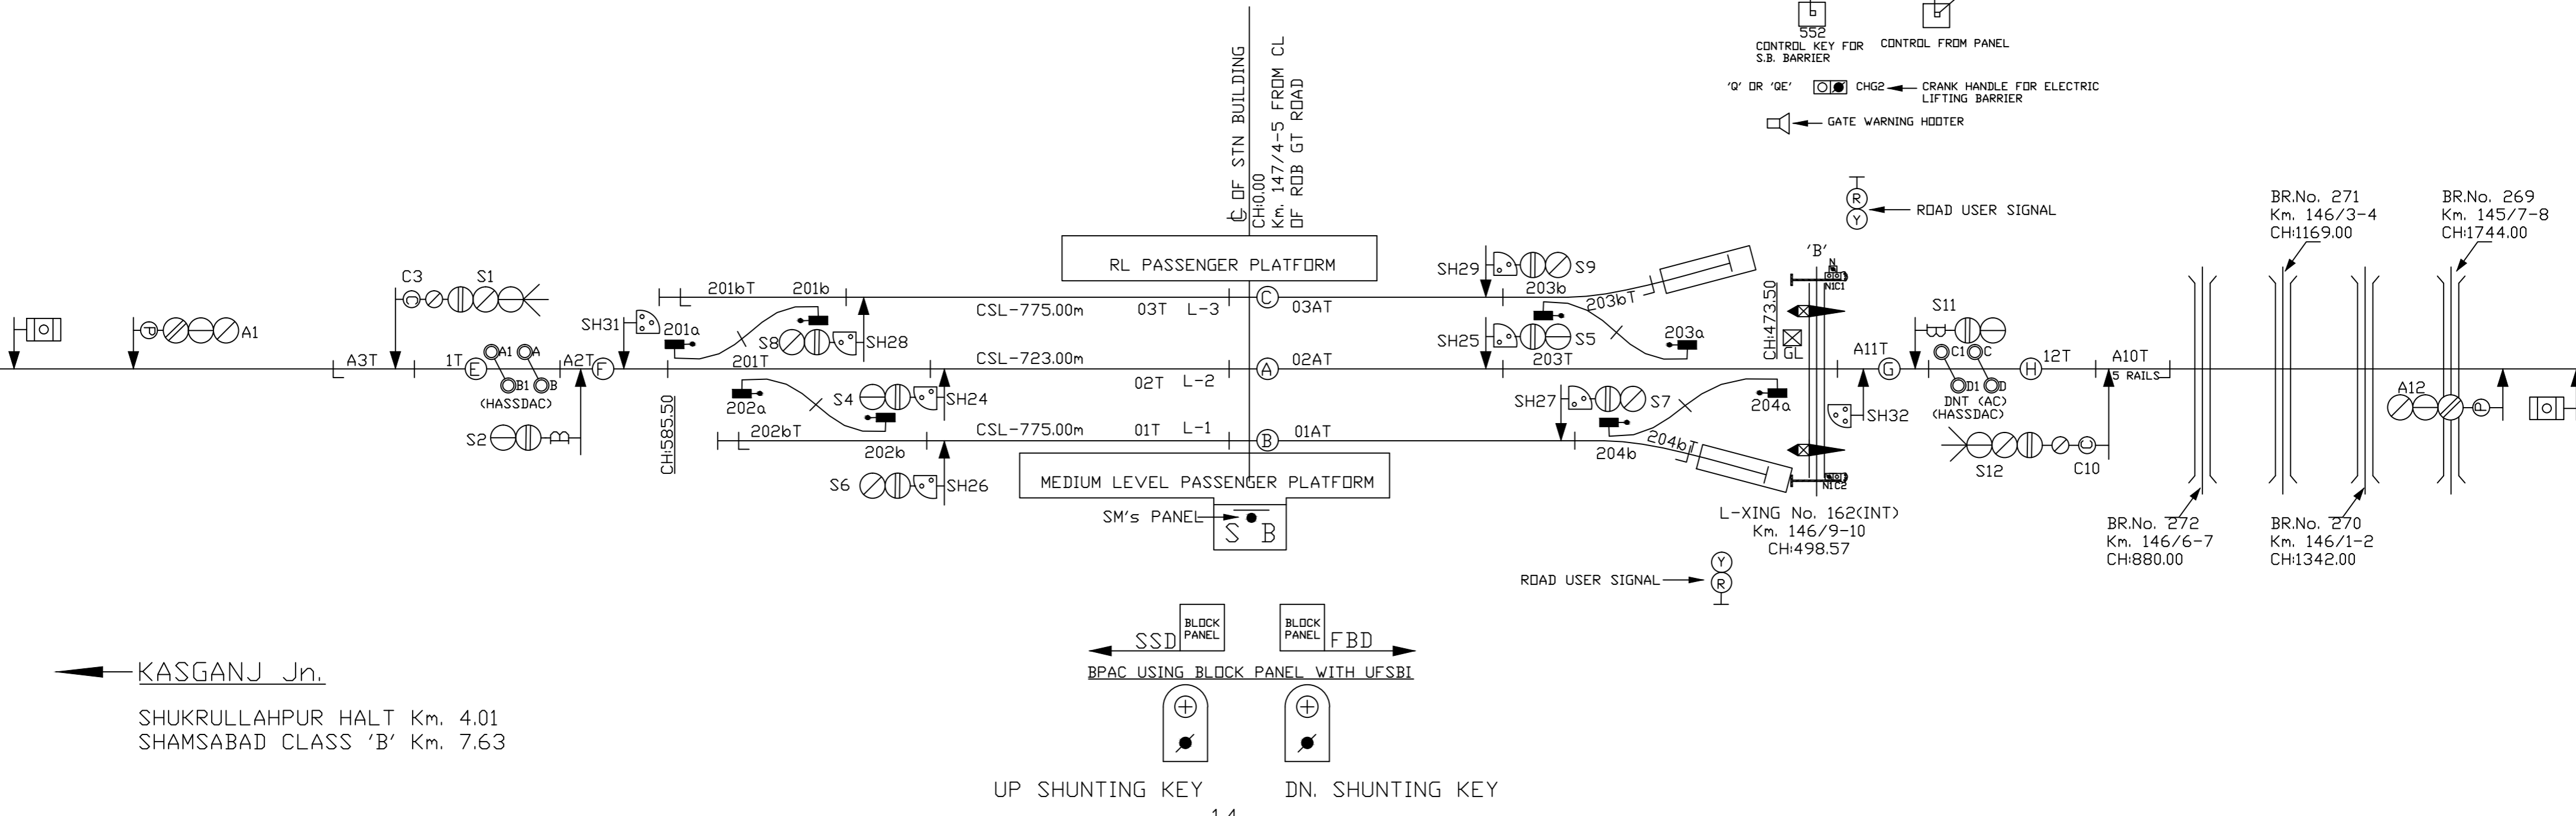 552
CONTROL KEY FOR
S.B. BARRIER
CONTROL FROM PANEL
'Q' OR 'QE'
CHG2
CRANK HANDLE FOR ELECTRIC
LIFTING BARRIER
GATE WARNING HOOTER
℄ OF STN BUILDING
CH:0.00
Km. 147/4-5 FROM CL
OF ROB GT ROAD
R
Y
ROAD USER SIGNAL
BR.No. 271
Km. 146/3-4
CH:1169.00
BR.No. 269
Km. 145/7-8
CH:1744.00
RL PASSENGER PLATFORM
'B'
N
N1C1
C3
S1
C
201bT
201b
CSL-775.00m
03T
L-3
C
03AT
SH29
S9
203b
203bT
P
A1
SH31
201a
S8
SH28
SH25
S5
203a
CH:473.50
GL
S11
B
A3T
1T
E
A1
A
B1
B
(HASSDAC)
A2T
F
201T
CSL-723.00m
02T
L-2
A
02AT
203T
A11T
G
C1
C
D1
D
DNT (AC)
(HASSDAC)
H
12T
A10T
5 RAILS
202a
S4
SH24
SH27
S7
204a
SH32
A12
P
S2
B
CH:585.50
202bT
202b
CSL-775.00m
01T
L-1
B
01AT
204b
204bT
S12
C
C10
S6
SH26
MEDIUM LEVEL PASSENGER PLATFORM
N1C2
SM's PANEL
S B
L-XING No. 162(INT)
Km. 146/9-10
CH:498.57
BR.No. 272
Km. 146/6-7
CH:880.00
BR.No. 270
Km. 146/1-2
CH:1342.00
ROAD USER SIGNAL
Y
R
SSD
BLOCK
PANEL
BLOCK
PANEL
FBD
BPAC USING BLOCK PANEL WITH UFSBI
KASGANJ Jn.
SHUKRULLAHPUR HALT Km. 4.01
SHAMSABAD CLASS 'B' Km. 7.63
UP SHUNTING KEY
DN. SHUNTING KEY